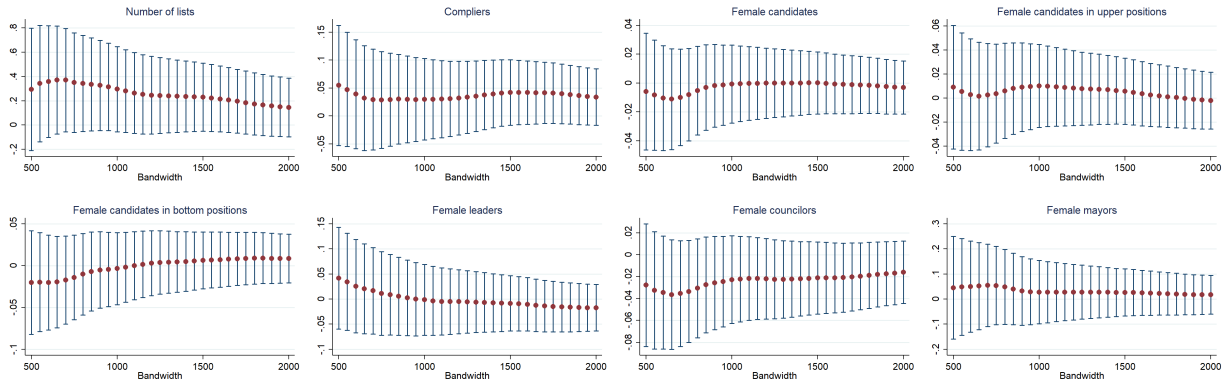 Number of lists
.8
.6
.4
.2
0
-.2
500 1000 1500 2000
Bandwidth
Compliers
.15
.1
.05
0
-.05
500 1000 1500 2000
Bandwidth
Female candidates
.04
.02
0
-.02
-.04
500 1000 1500 2000
Bandwidth
Female candidates in upper positions
.06
.04
.02
0
-.02
-.04
500 1000 1500 2000
Bandwidth
Female candidates in bottom positions
.05
0
-.05
-.1
500 1000 1500 2000
Bandwidth
Female leaders
.15
.1
.05
0
-.05
-.1
500 1000 1500 2000
Bandwidth
Female councilors
.02
0
-.02
-.04
-.06
-.08
500 1000 1500 2000
Bandwidth
Female mayors
.3
.2
.1
0
-.1
-.2
500 1000 1500 2000
Bandwidth